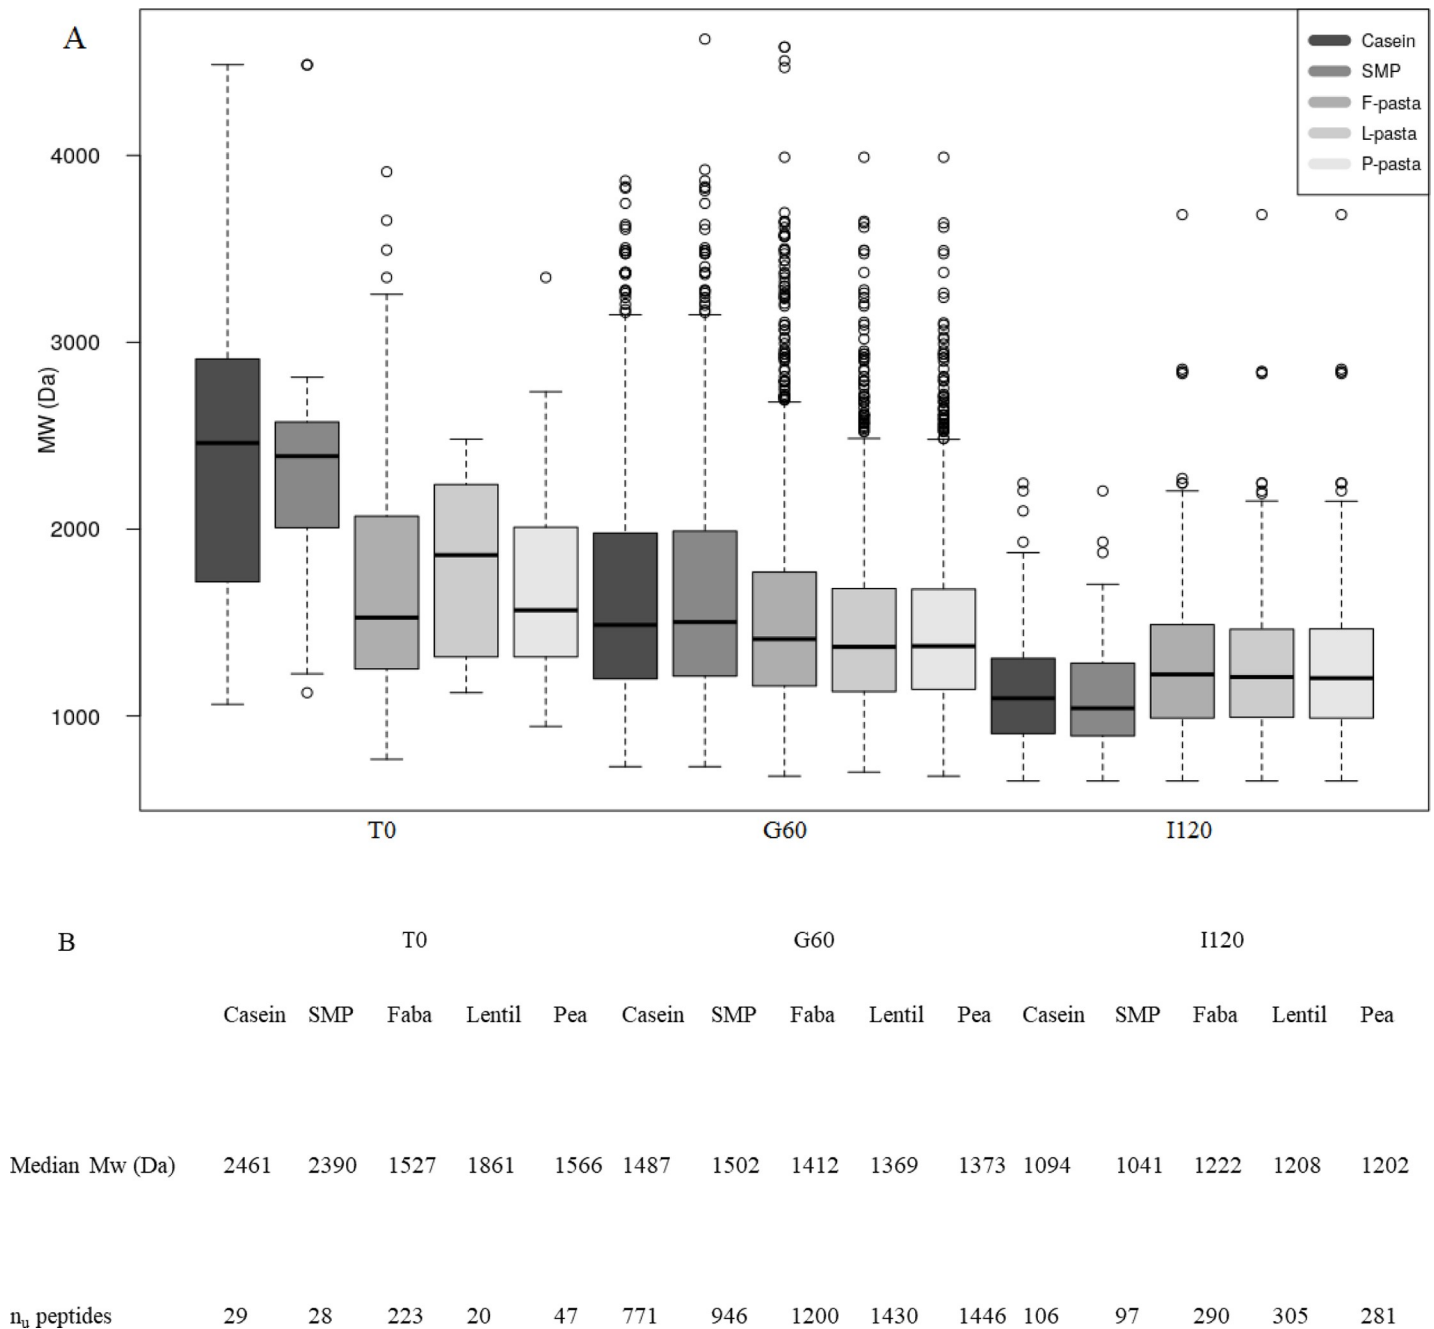 A
Casein
SMP
F-pasta
L-pasta
P-pasta
4000
3000
2000
1000
MW (Da)
T0 G60 I120
B T0 G60 I120
Casein SMP Faba Lentil Pea Casein SMP Faba Lentil Pea Casein SMP Faba Lentil Pea
Median Mw (Da) 2461 2390 1527 1861 1566 1487 1502 1412 1369 1373 1094 1041 1222 1208 1202
nu peptides 29 28 223 20 47 771 946 1200 1430 1446 106 97 290 305 281